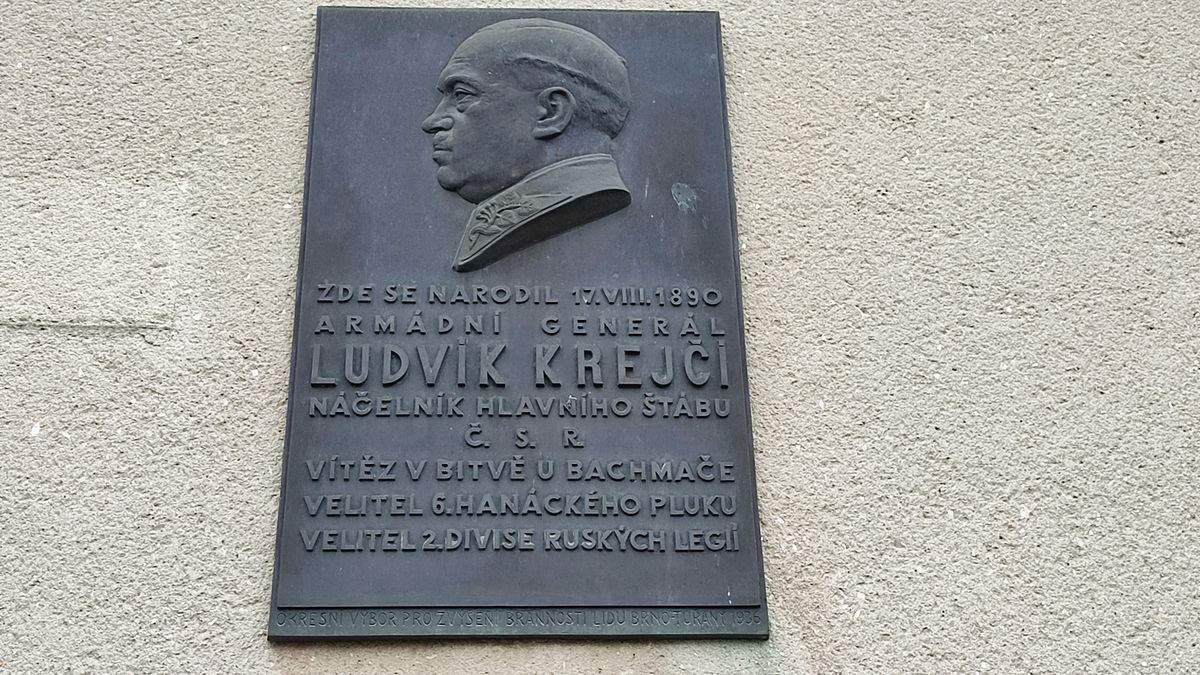 ZDE SE NARODIL 17.VIII.1890
ARMÁDNÍ GENERÁL
LUDVÍK KREJČÍ
NÁČELNÍK HLAVNÍHO ŠTÁBU
Č. S. R.
VÍTĚZ V BITVĚ U BACHMAČE
VELITEL 6.HANÁCKÉHO PLUKU
VELITEL 2.DIVISE RUSKÝCH LEGIÍ
OKRESNÍ VÝBOR PRO ZVÝŠENÍ BRANNOSTI LIDU BRNO-TUŘANY